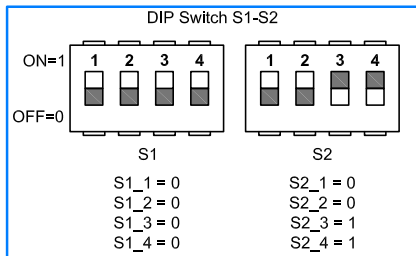 DIP Switch S1-S2
ON=1
1 2 3 4
1 2 3 4
OFF=0
S1
S2
S1_1 = 0
S1_2 = 0
S1_3 = 0
S1_4 = 0
S2_1 = 0
S2_2 = 0
S2_3 = 1
S2_4 = 1